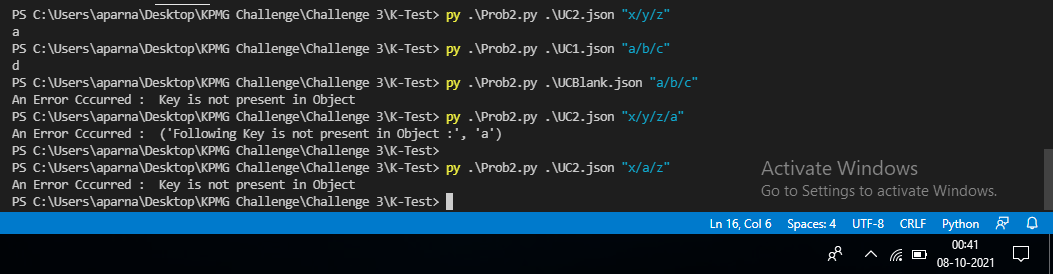 PS C:\Users\aparna\Desktop\KPMG Challenge\Challenge 3\K-Test> py .\Prob2.py .\UC2.json "x/y/z"
a
PS C:\Users\aparna\Desktop\KPMG Challenge\Challenge 3\K-Test> py .\Prob2.py .\UC1.json "a/b/c"
d
PS C:\Users\aparna\Desktop\KPMG Challenge\Challenge 3\K-Test> py .\Prob2.py .\UCBlank.json "a/b/c"
An Error Cccurred :  Key is not present in Object
PS C:\Users\aparna\Desktop\KPMG Challenge\Challenge 3\K-Test> py .\Prob2.py .\UC2.json "x/y/z/a"
An Error Cccurred :  ('Following Key is not present in Object :', 'a')
PS C:\Users\aparna\Desktop\KPMG Challenge\Challenge 3\K-Test>
PS C:\Users\aparna\Desktop\KPMG Challenge\Challenge 3\K-Test> py .\Prob2.py .\UC2.json "x/a/z"
An Error Cccurred :  Key is not present in Object
PS C:\Users\aparna\Desktop\KPMG Challenge\Challenge 3\K-Test>
Activate Windows
Go to Settings to activate Windows.
Ln 16, Col 6 Spaces: 4 UTF-8 CRLF Python
00:41
08-10-2021